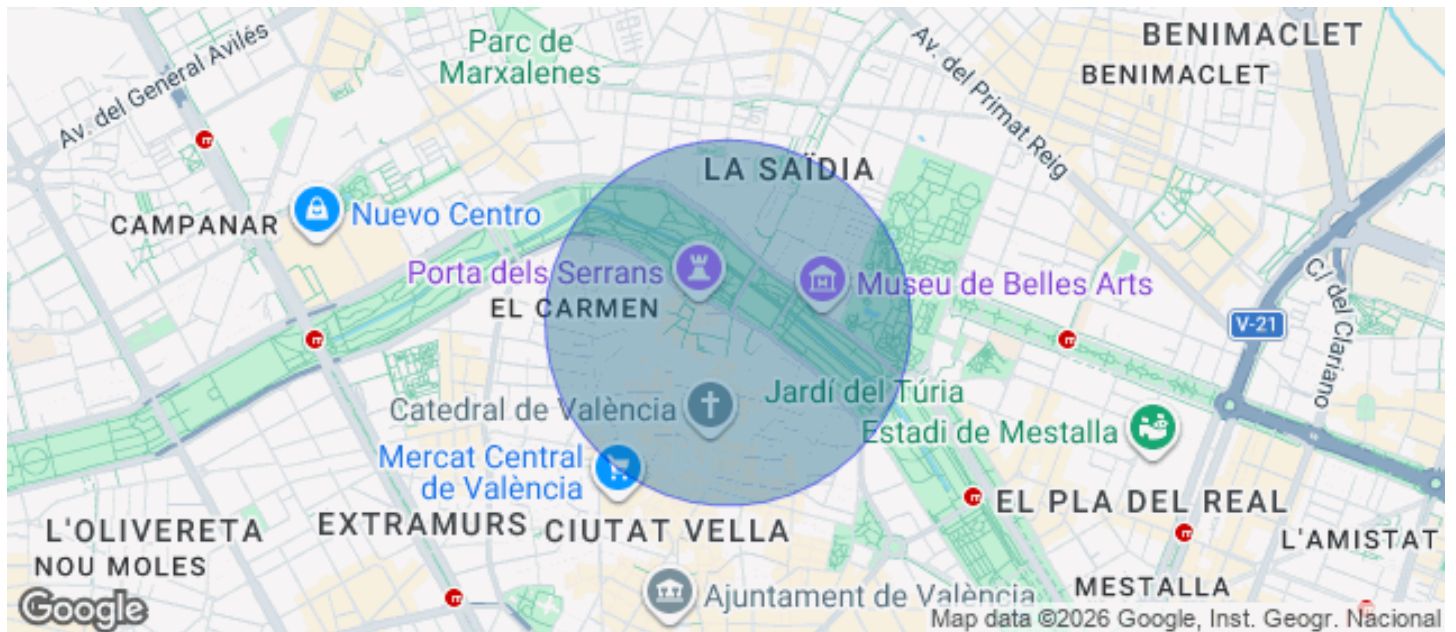 Av. del General Avilés
Parc de
Marxalenes
Av. del Primat Reig
BENIMACLET
BENIMACLET
LA SAÏDIA
CAMPANAR
Nuevo Centro
Porta dels Serrans
EL CARMEN
Museu de Belles Arts
C/ del Clariano
V-21
Catedral de València
Jardí del Túria
Estadi de Mestalla
Mercat Central
de València
L'OLIVERETA
NOU MOLES
EXTRAMURS
CIUTAT VELLA
EL PLA DEL REAL
L'AMISTAT
MESTALLA
Ajuntament de València
Google
Map data ©2026 Google, Inst. Geogr. Nacional